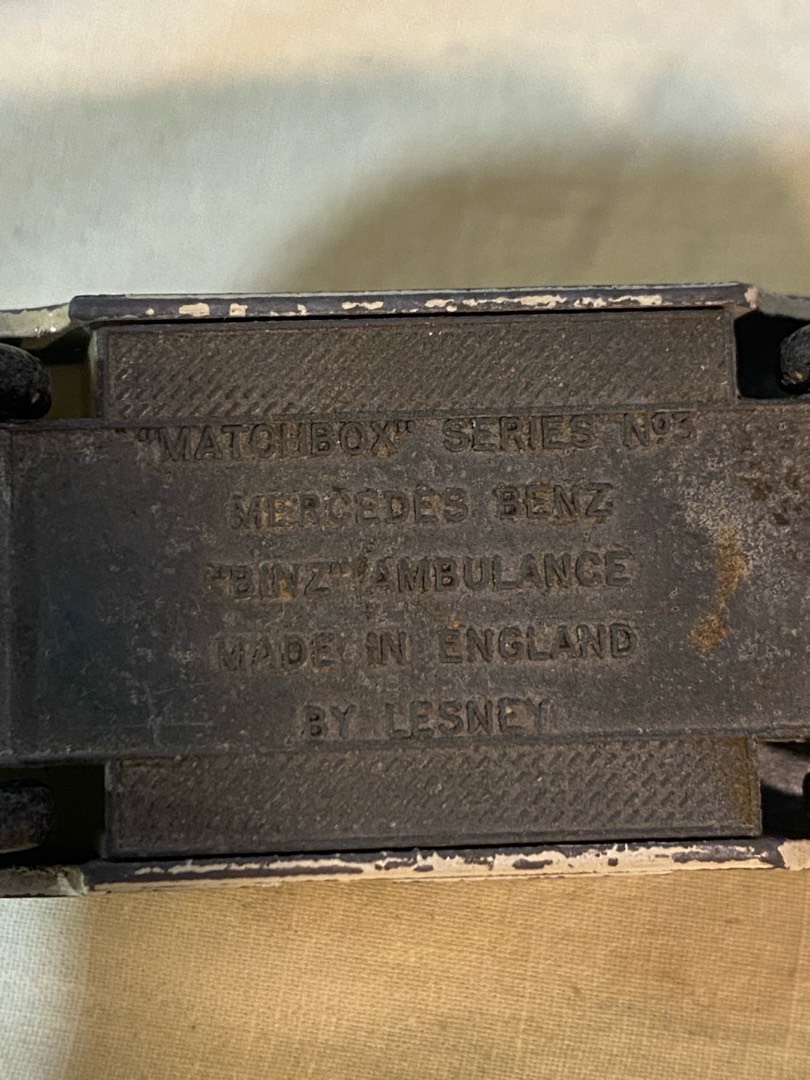 "MATCHBOX" SERIES Nº3
MERCEDES BENZ
"BINZ" AMBULANCE
MADE IN ENGLAND
BY LESNEY